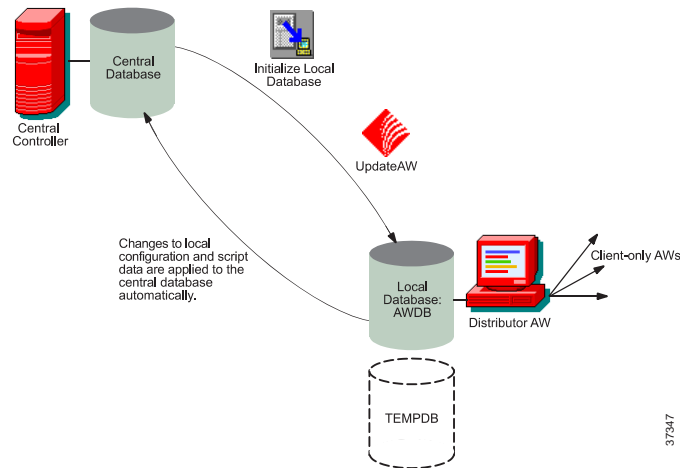 Central
Database
Initialize Local
Database
Central
Controller
UpdateAW
Changes to local
configuration and script
data are applied to the
central database
automatically.
Local
Database:
AWDB
Client-only AWs
Distributor AW
TEMPDB
37347